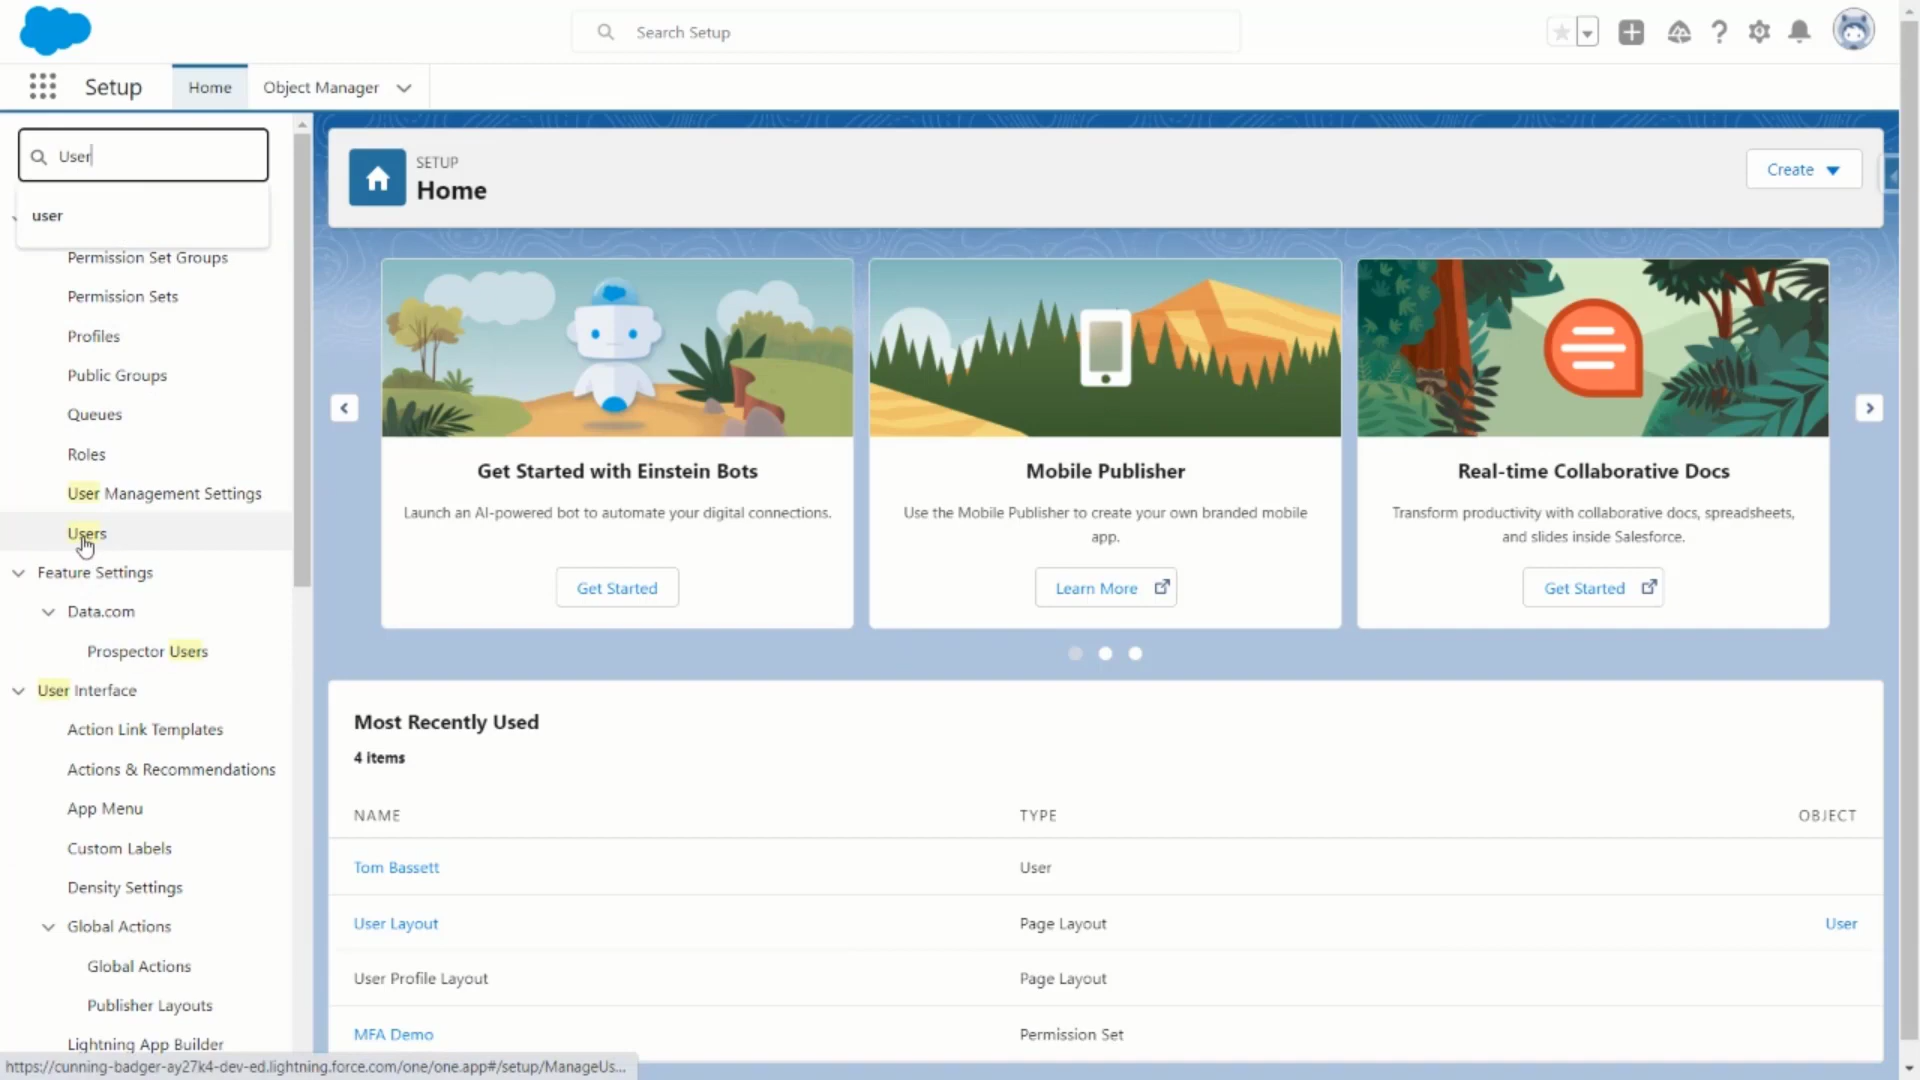 Search Setup
Setup
Home
Object Manager
User
user
Permission Set Groups
Permission Sets
Profiles
Public Groups
Queues
Roles
User Management Settings
Users
Feature Settings
Data.com
Prospector Users
User Interface
Action Link Templates
Actions & Recommendations
App Menu
Custom Labels
Density Settings
Global Actions
Global Actions
Publisher Layouts
Lightning App Builder
SETUP
Home
Create
Get Started with Einstein Bots
Launch an AI-powered bot to automate your digital connections.
Get Started
Mobile Publisher
Use the Mobile Publisher to create your own branded mobile
app.
Learn More
Real-time Collaborative Docs
Transform productivity with collaborative docs, spreadsheets,
and slides inside Salesforce.
Get Started
Most Recently Used
4 items
NAME TYPE OBJECT
Tom Bassett User
User Layout Page Layout User
User Profile Layout Page Layout
MFA Demo Permission Set
https://cunning-badger-ay27k4-dev-ed.lightning.force.com/one/one.app#/setup/ManageUs...